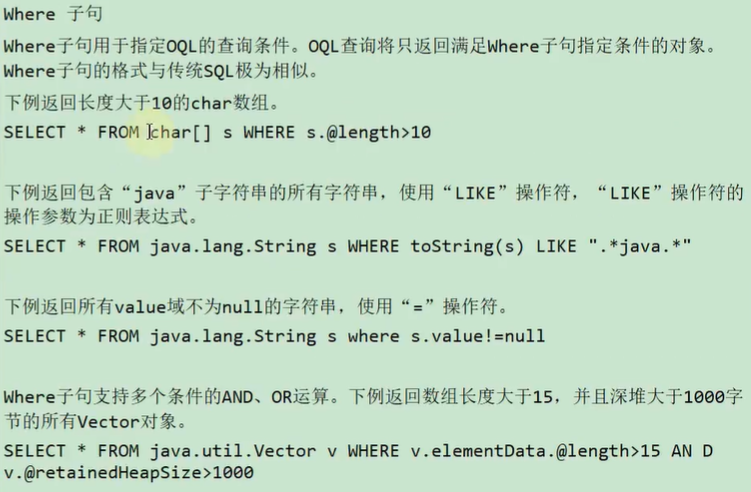 Where 子句
Where子句用于指定OQL的查询条件。OQL查询将只返回满足Where子句指定条件的对象。
Where子句的格式与传统SQL极为相似。
下例返回长度大于10的char数组。
SELECT * FROM char[] s WHERE s.@length>10
下例返回包含“java”子字符串的所有字符串，使用“LIKE”操作符，“LIKE”操作符的
操作参数为正则表达式。
SELECT * FROM java.lang.String s WHERE toString(s) LIKE ".*java.*"
下例返回所有value域不为null的字符串，使用“=”操作符。
SELECT * FROM java.lang.String s where s.value!=null
Where子句支持多个条件的AND、OR运算。下例返回数组长度大于15，并且深堆大于1000字
节的所有Vector对象。
SELECT * FROM java.util.Vector v WHERE v.elementData.@length>15 AN D
v.@retainedHeapSize>1000